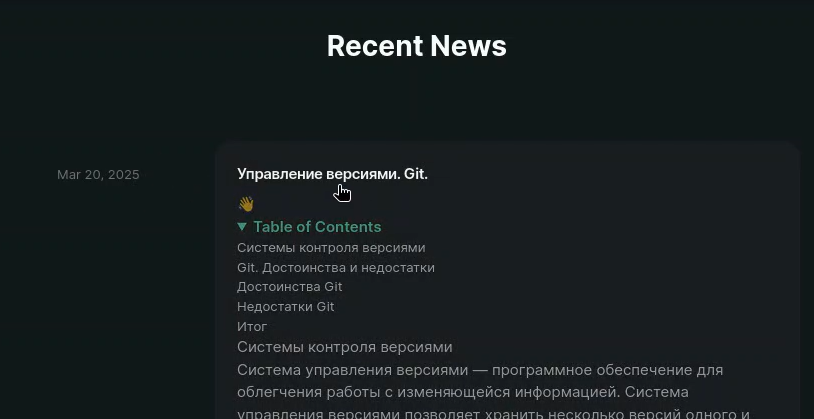 Recent News
Mar 20, 2025
Управление версиями. Git.
Table of Contents
Системы контроля версиями
Git. Достоинства и недостатки
Достоинства Git
Недостатки Git
Итог
Системы контроля версиями
Система управления версиями — программное обеспечение для
облегчения работы с изменяющейся информацией. Система
управления версиями позволяет хранить несколько версий одного и